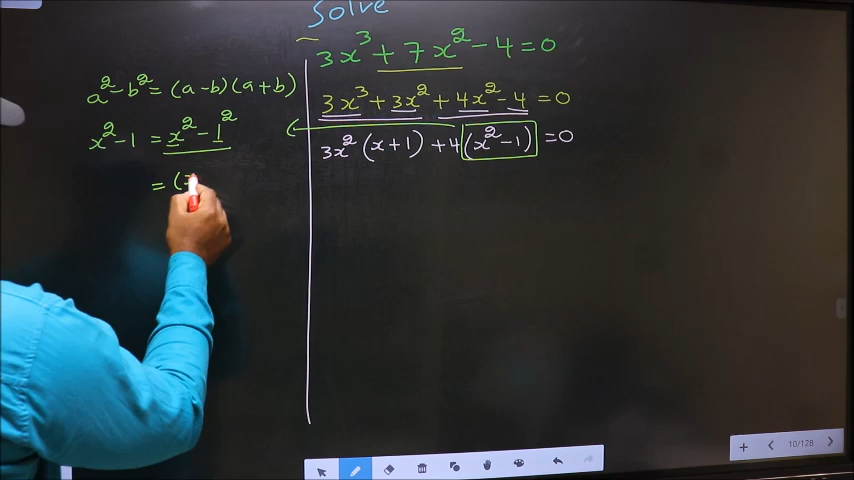 Solve
3x³ + 7x² - 4 = 0
a² - b² = (a-b)(a+b)
3x³ + 3x² + 4x² - 4 = 0
x² - 1 = x² - 1²
3x² (x+1) + 4 (x² - 1) = 0
= (x
10/128